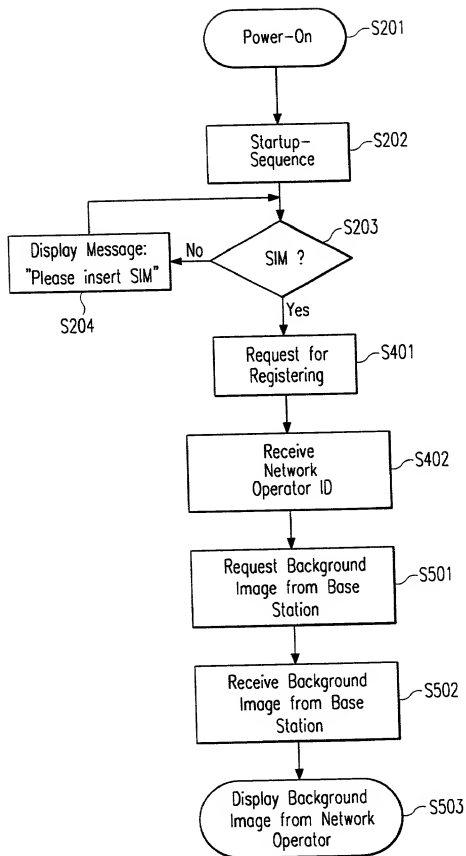 Power-On
S201
Startup-
Sequence
S202
SIM ?
S203
No
Display Message:
"Please insert SIM"
S204
Yes
Request for
Registering
S401
Receive
Network
Operator ID
S402
Request Background
Image from Base
Station
S501
Receive Background
Image from Base
Station
S502
Display Background
Image from Network
Operator
S503